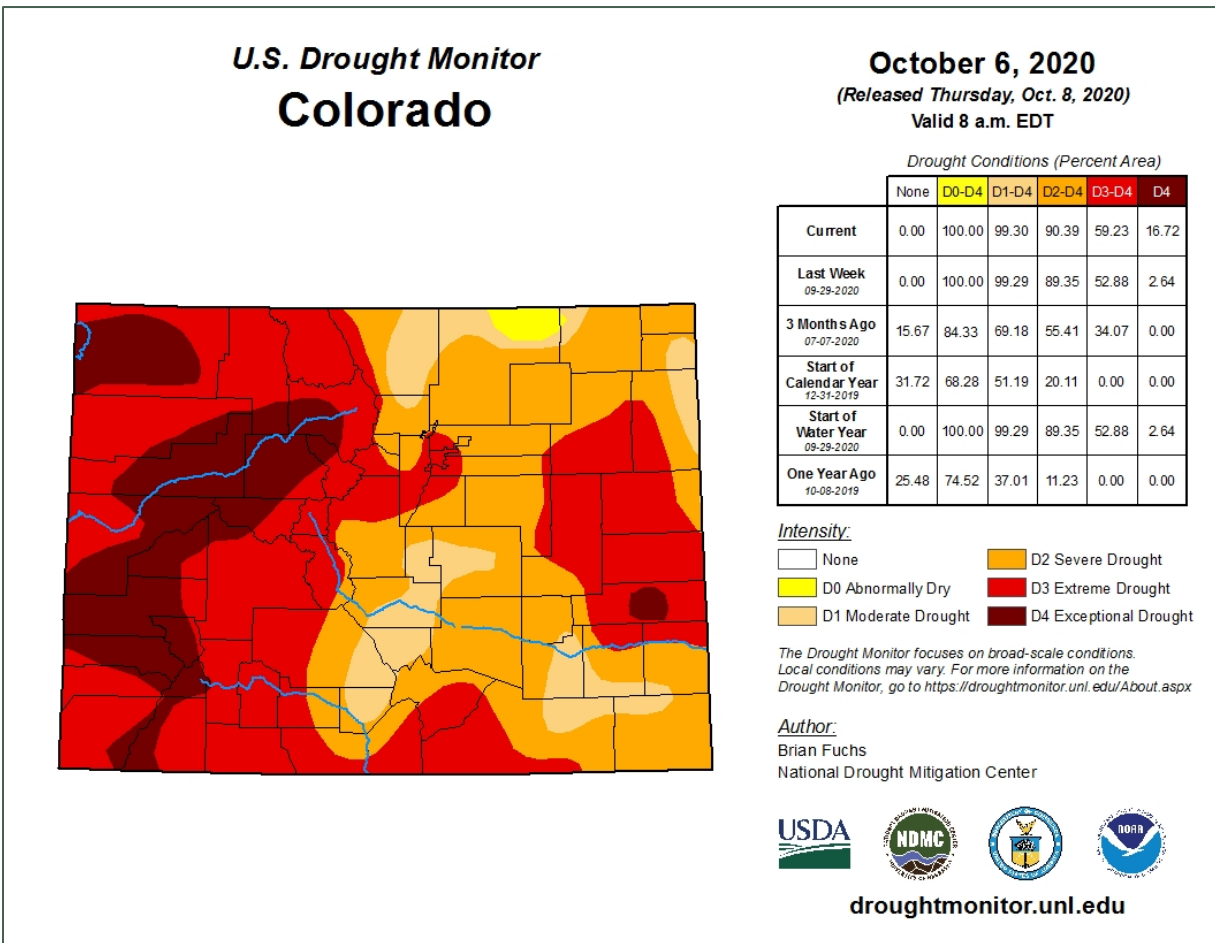 U.S. Drought Monitor
Colorado
October 6, 2020
(Released Thursday, Oct. 8, 2020)
Valid 8 a.m. EDT
Drought Conditions (Percent Area)
None D0-D4 D1-D4 D2-D4 D3-D4 D4
Current 0.00 100.00 99.30 90.39 59.23 16.72
Last Week
09-29-2020 0.00 100.00 99.29 89.35 52.88 2.64
3 Months Ago
07-07-2020 15.67 84.33 69.18 55.41 34.07 0.00
Start of
Calendar Year
12-31-2019 31.72 68.28 51.19 20.11 0.00 0.00
Start of
Water Year
09-29-2020 0.00 100.00 99.29 89.35 52.88 2.64
One Year Ago
10-08-2019 25.48 74.52 37.01 11.23 0.00 0.00
Intensity:
None
D0 Abnormally Dry
D1 Moderate Drought
D2 Severe Drought
D3 Extreme Drought
D4 Exceptional Drought
The Drought Monitor focuses on broad-scale conditions.
Local conditions may vary. For more information on the
Drought Monitor, go to https://droughtmonitor.unl.edu/About.aspx
Author:
Brian Fuchs
National Drought Mitigation Center
USDA
NDMC
NOAA
droughtmonitor.unl.edu